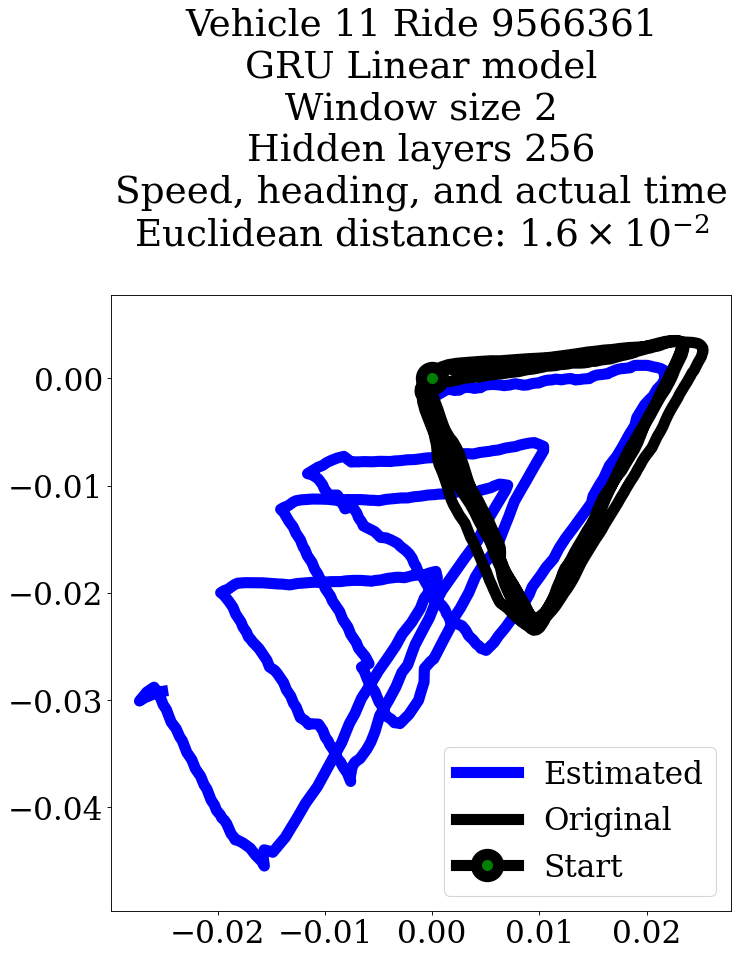 Vehicle 11 Ride 9566361
GRU Linear model
Window size 2
Hidden layers 256
Speed, heading, and actual time
Euclidean distance: 1.6 × 10⁻²
0.00
−0.01
−0.02
−0.03
−0.04
Estimated
Original
Start
−0.02 −0.01 0.00 0.01 0.02